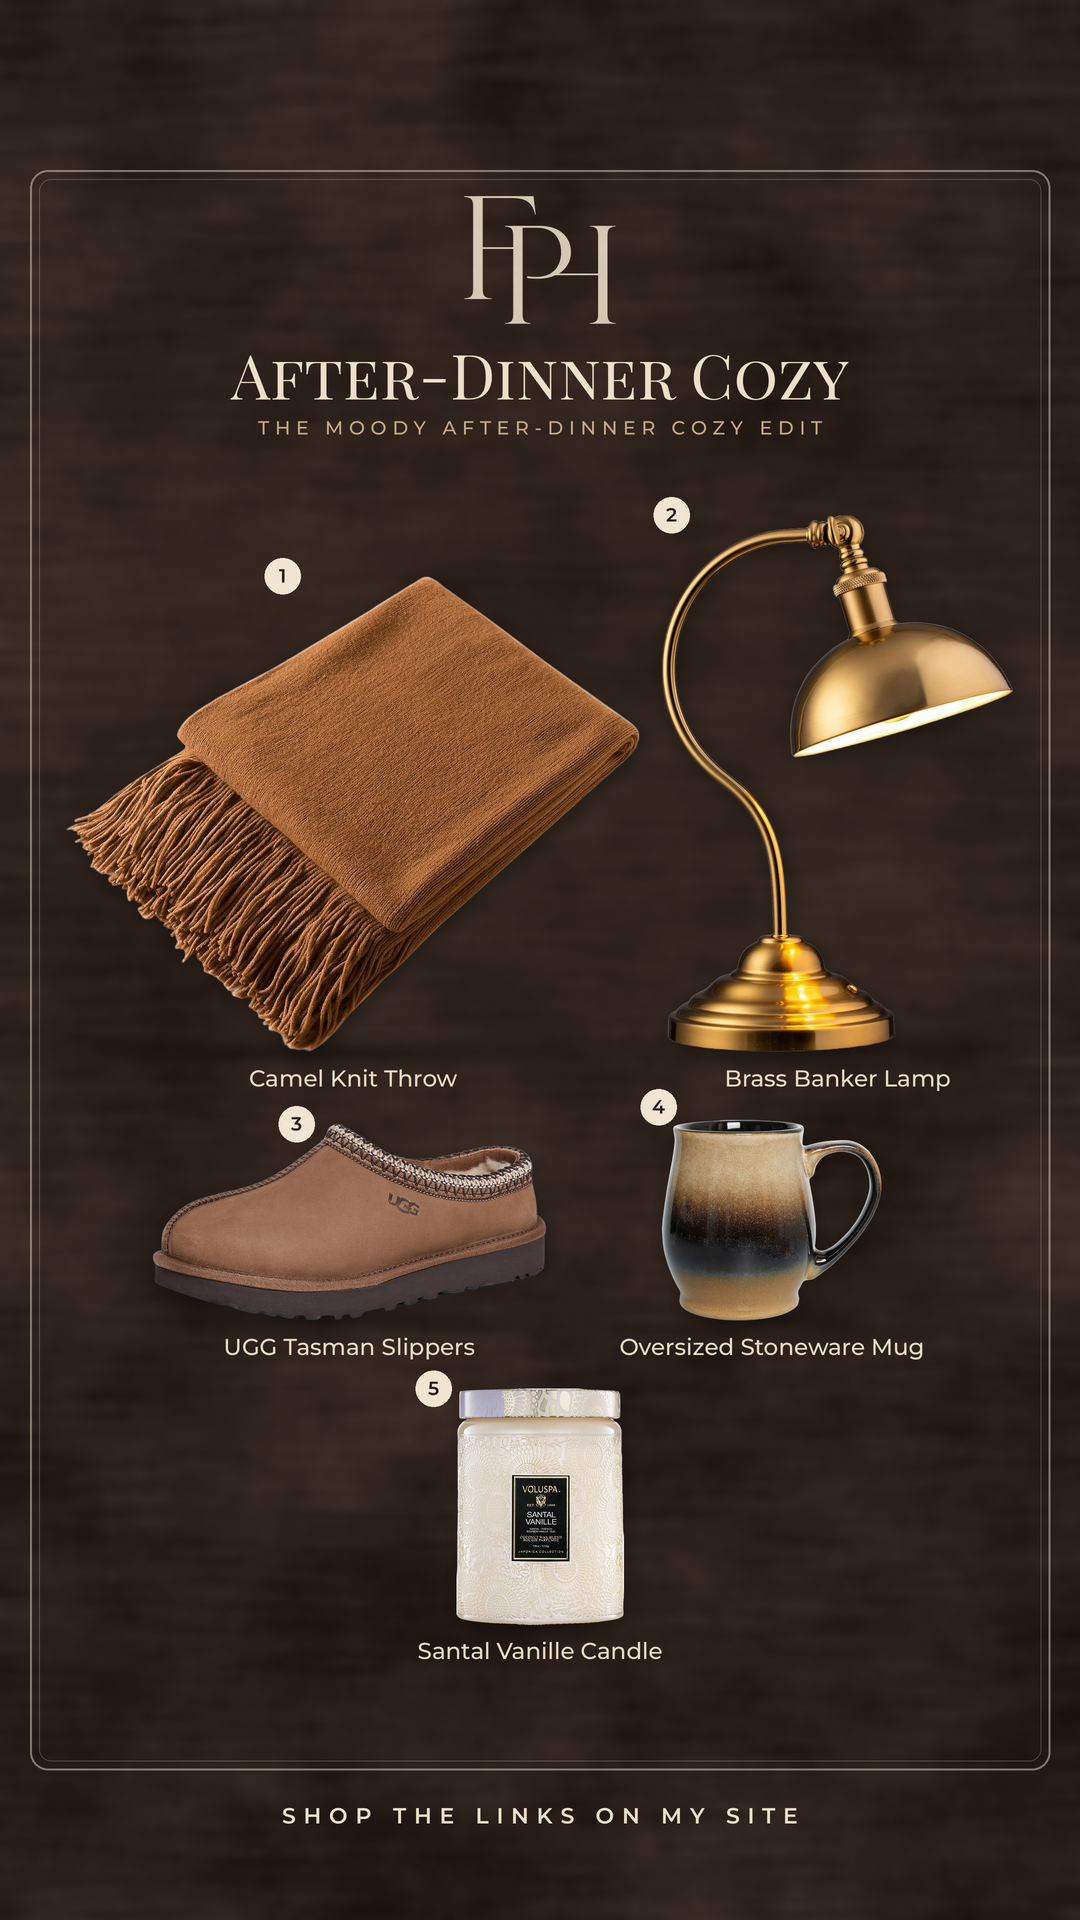 FPH
After-Dinner Cozy
THE MOODY AFTER-DINNER COZY EDIT
1
2
Camel Knit Throw
Brass Banker Lamp
3
4
UGG
UGG Tasman Slippers
Oversized Stoneware Mug
5
VOLUSPA.
SANTAL
VANILLE
JAPONICA COLLECTION
Santal Vanille Candle
SHOP THE LINKS ON MY SITE